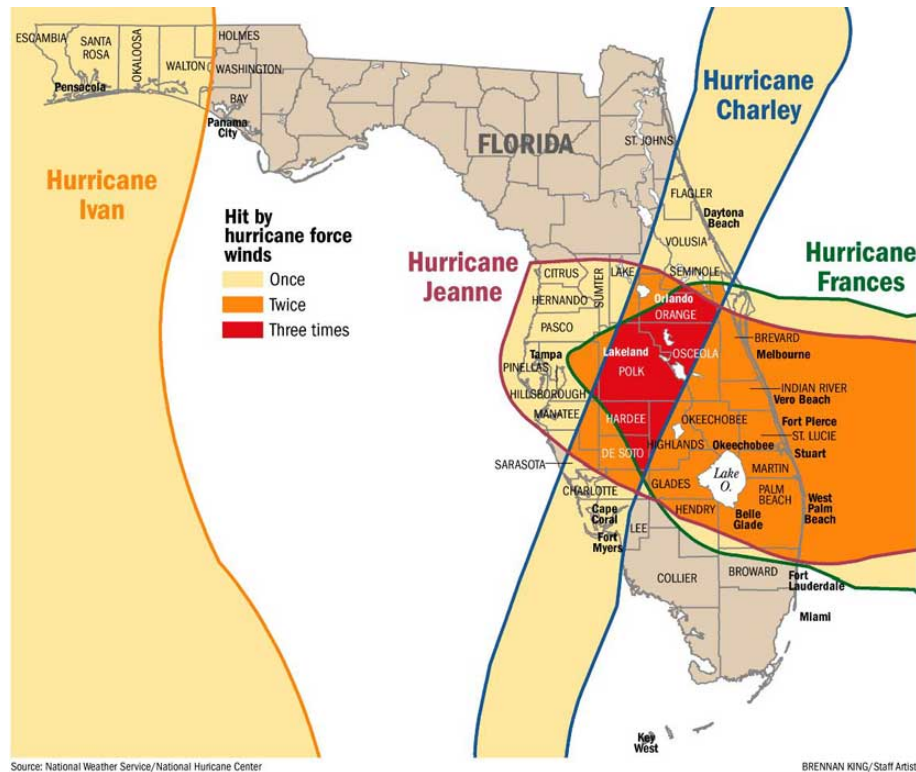 ESCAMBIA
SANTA
ROSA
OKALOOSA
WALTON
HOLMES
WASHINGTON
BAY
Pensacola
Panama
City
Hurricane
Ivan
FLORIDA
Hurricane
Charley
ST. JOHNS
FLAGLER
Daytona
Beach
VOLUSIA
Hit by
hurricane force
winds
Once
Twice
Three times
Hurricane
Jeanne
Hurricane
Frances
CITRUS
SUMTER
LAKE
SEMINOLE
HERNANDO
Orlando
ORANGE
PASCO
Tampa
Lakeland
OSCEOLA
BREVARD
Melbourne
PINELLAS
POLK
HILLSBOROUGH
INDIAN RIVER
Vero Beach
MANATEE
HARDEE
OKEECHOBEE
Fort Pierce
HIGHLANDS
Okeechobee
ST. LUCIE
DE SOTO
Stuart
SARASOTA
Lake
O.
MARTIN
CHARLOTTE
GLADES
PALM
BEACH
West
Palm
Beach
Cape
Coral
HENDRY
Belle
Glade
LEE
Fort
Myers
COLLIER
BROWARD
Fort
Lauderdale
Miami
Key
West
Source: National Weather Service/National Huricane Center
BRENNAN KING/Staff Artist